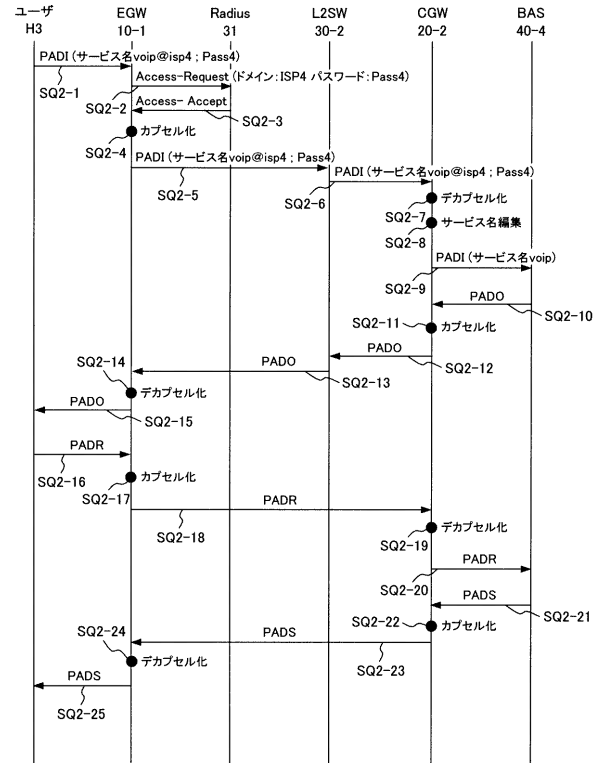 ユーザ EGW Radius L2SW CGW BAS
H3 10-1 31 30-2 20-2 40-4
PADI (サービス名voip@isp4 ; Pass4)
SQ2-1
Access-Request (ドメイン: ISP4 パスワード: Pass4)
SQ2-2
Access- Accept
SQ2-3
カプセル化
SQ2-4
PADI (サービス名voip@isp4 ; Pass4)
SQ2-5
PADI (サービス名voip@isp4 ; Pass4)
SQ2-6
デカプセル化
SQ2-7
サービス名編集
SQ2-8
PADI (サービス名voip)
SQ2-9
PADO
SQ2-10
SQ2-11 カプセル化
PADO
SQ2-12
SQ2-14
PADO
SQ2-13
デカプセル化
PADO
SQ2-15
PADR
SQ2-16
カプセル化
SQ2-17
PADR
SQ2-18
デカプセル化
SQ2-19
PADR
SQ2-20
PADS
SQ2-21
SQ2-22 カプセル化
SQ2-24
PADS
SQ2-23
デカプセル化
PADS
SQ2-25